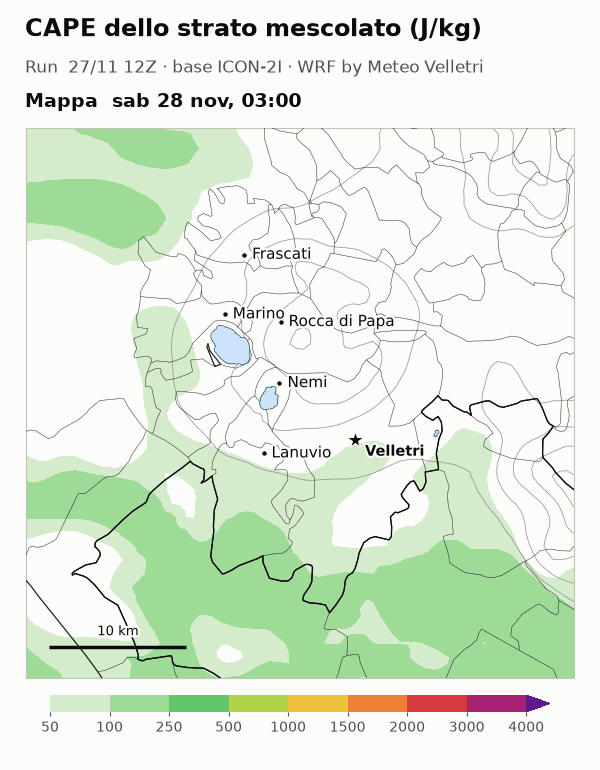 CAPE dello strato mescolato (J/kg)
Run  27/11 12Z · base ICON-2I · WRF by Meteo Velletri
Mappa  sab 28 nov, 03:00
Frascati
Marino
Rocca di Papa
Nemi
Velletri
Lanuvio
10 km
50 100 250 500 1000 1500 2000 3000 4000